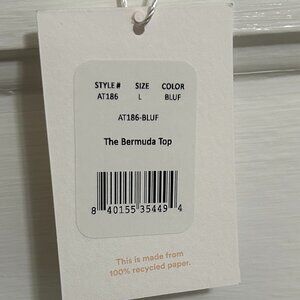 STYLE # SIZE COLOR
AT186 L BLUF
AT186-BLUF
The Bermuda Top
8 40155 35449 4
This is made from
100% recycled paper.